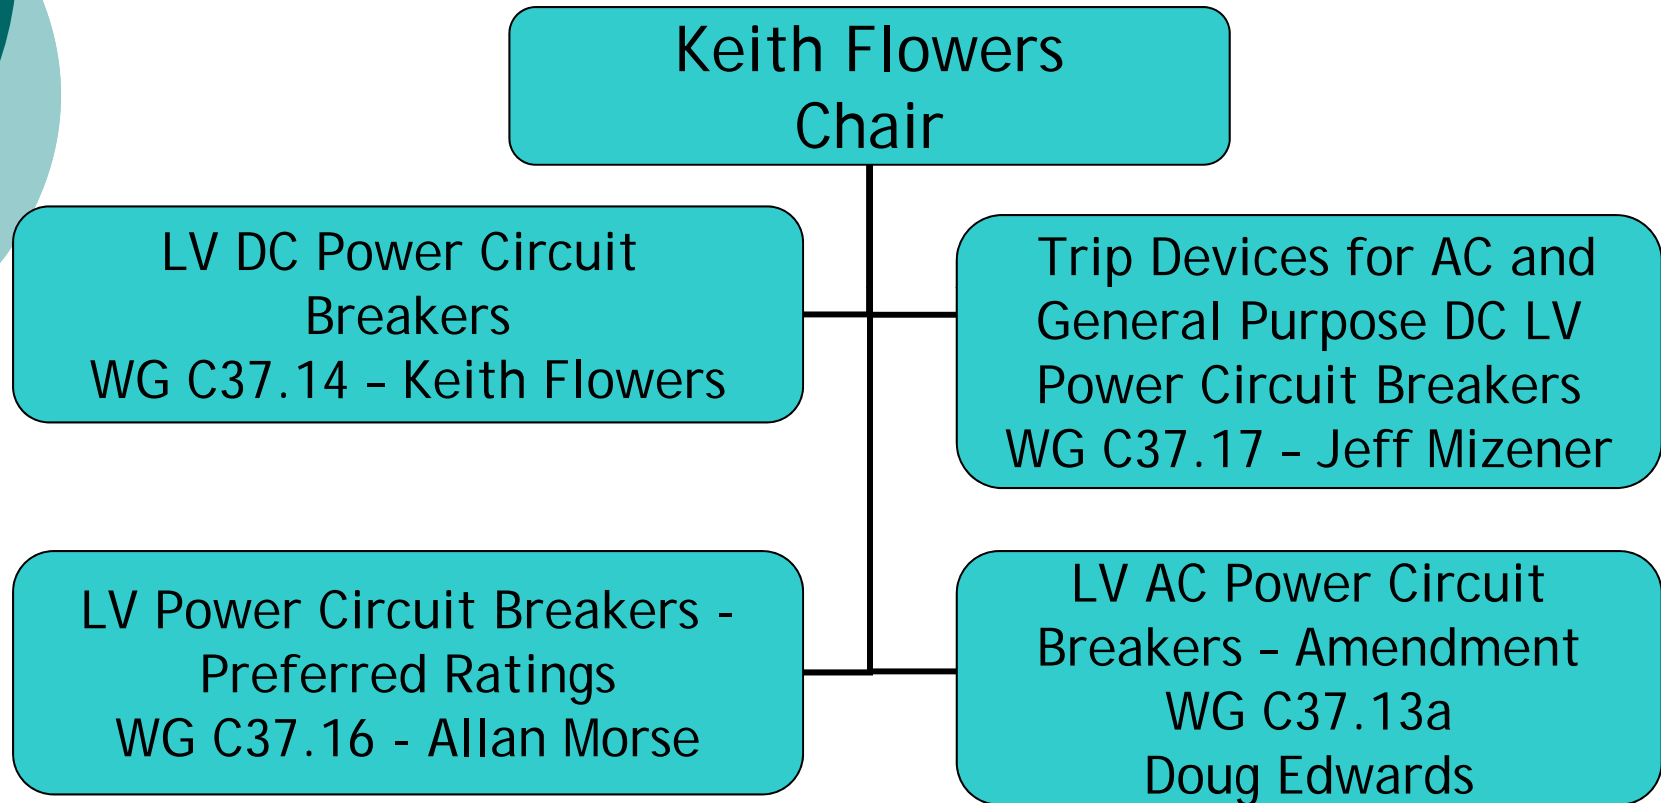 Keith Flowers
Chair
LV DC Power Circuit
Breakers
WG C37.14 – Keith Flowers
Trip Devices for AC and
General Purpose DC LV
Power Circuit Breakers
WG C37.17 – Jeff Mizener
LV Power Circuit Breakers -
Preferred Ratings
WG C37.16 - Allan Morse
LV AC Power Circuit
Breakers – Amendment
WG C37.13a
Doug Edwards